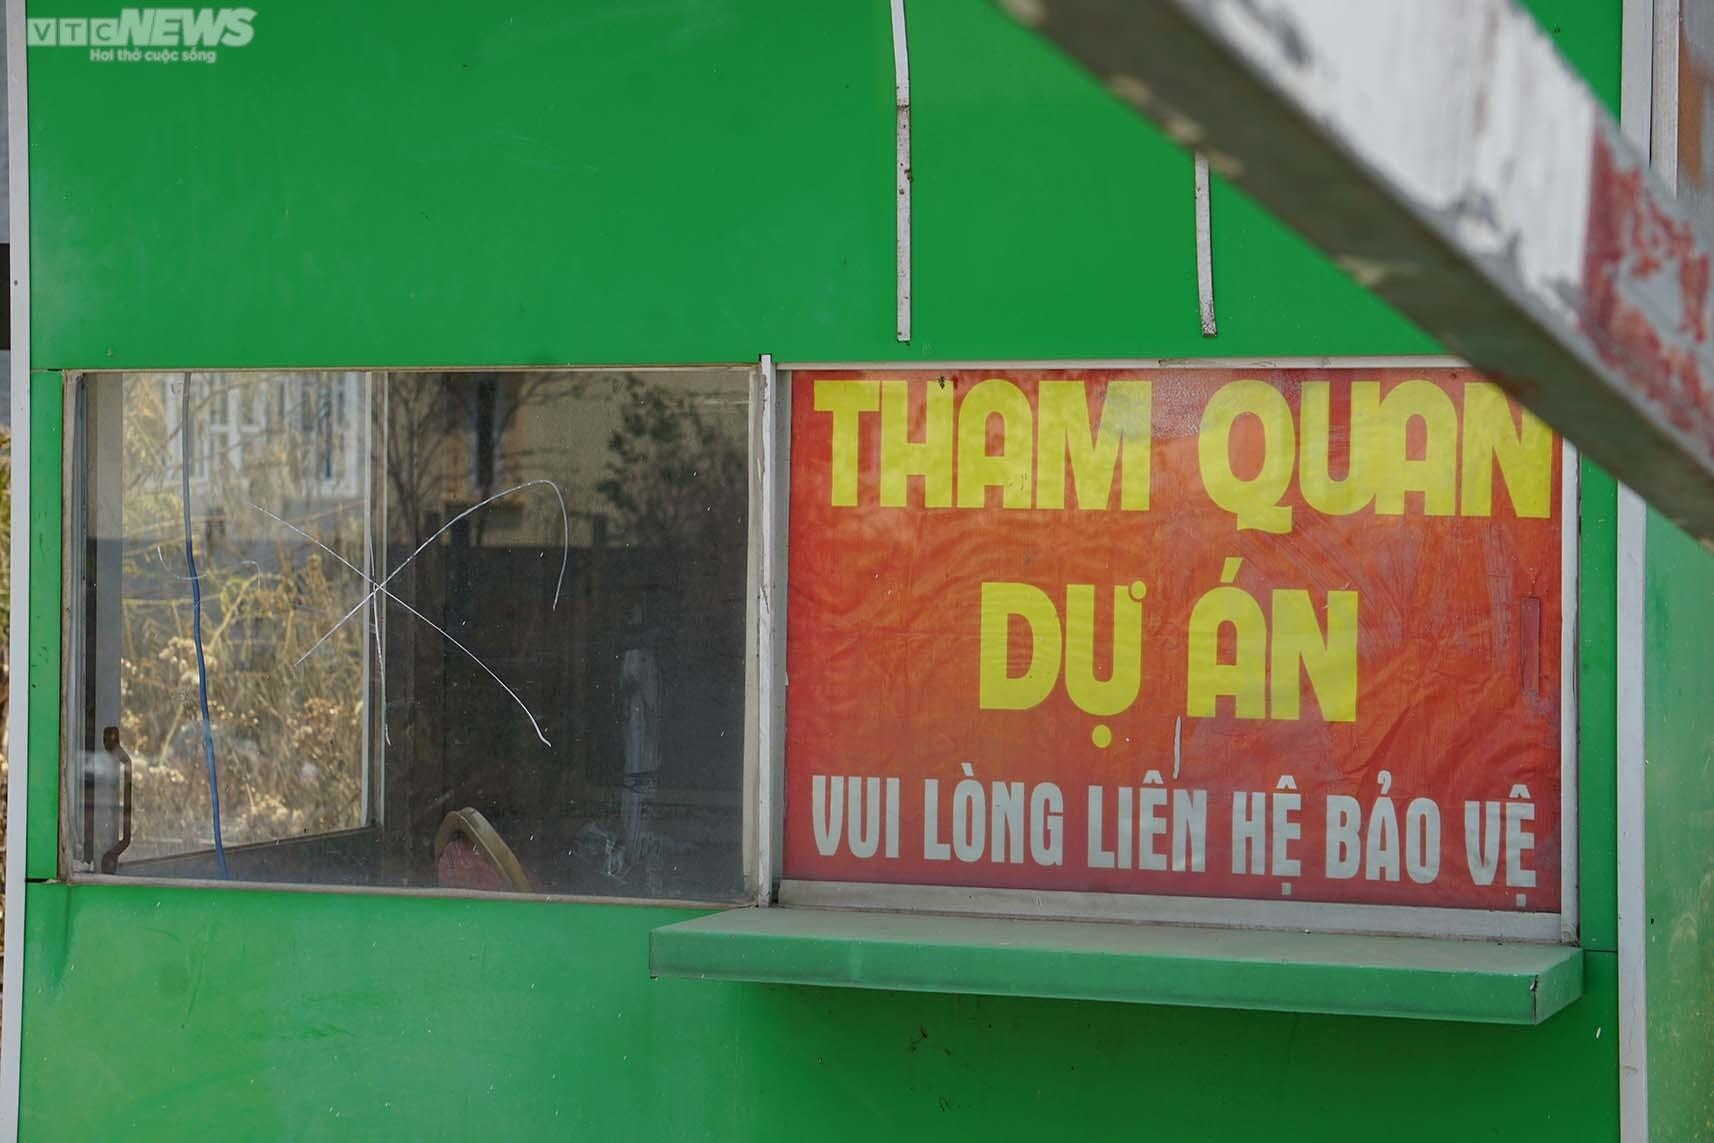 VTCNEWS
Hơi thở cuộc sống
THAM QUAN
DỰ ÁN
VUI LÒNG LIÊN HỆ BẢO VỆ